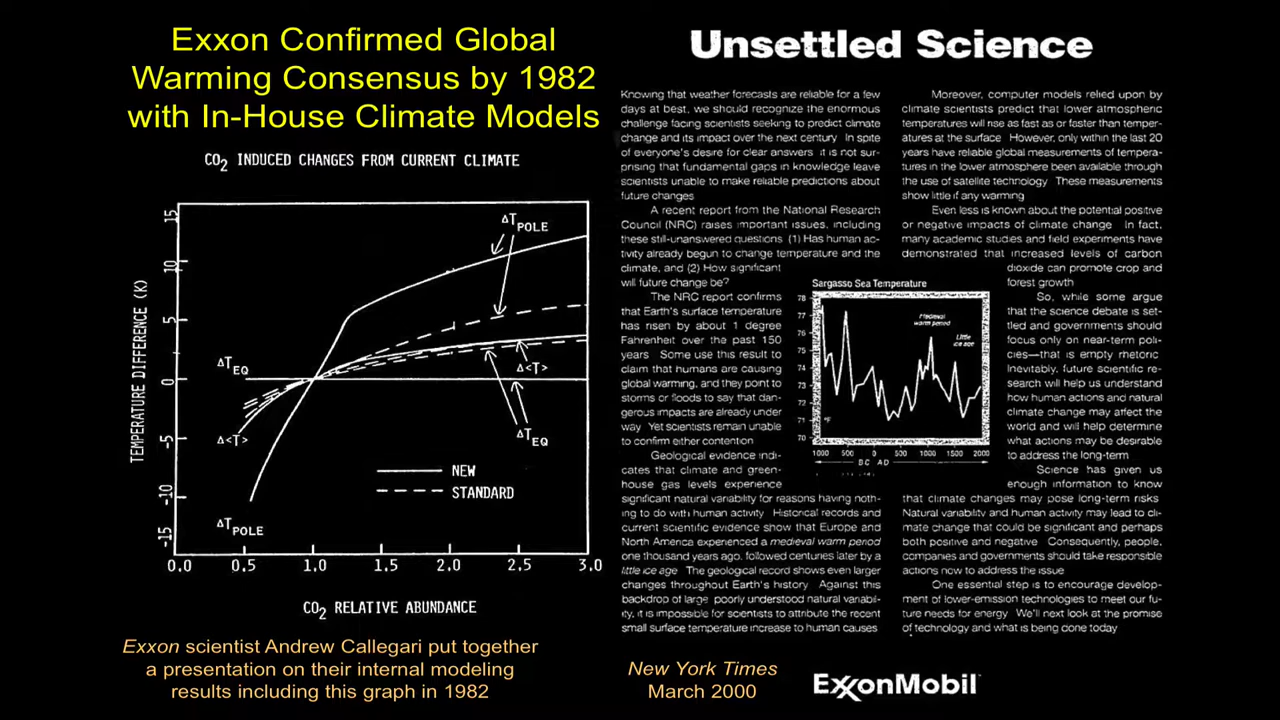 Exxon Confirmed Global
Warming Consensus by 1982
with In-House Climate Models
CO2 INDUCED CHANGES FROM CURRENT CLIMATE
TEMPERATURE DIFFERENCE (K)
15
10
5
0
-5
-10
-15
ΔTPOLE
ΔTEQ
Δ<T>
Δ<T>
ΔTEQ
NEW
STANDARD
ΔTPOLE
0.0 0.5 1.0 1.5 2.0 2.5 3.0
CO2 RELATIVE ABUNDANCE
Exxon scientist Andrew Callegari put together
a presentation on their internal modeling
results including this graph in 1982
Unsettled Science
Knowing that weather forecasts are reliable for a few
days at best, we should recognize the enormous
challenge facing scientists seeking to predict climate
change and its impact over the next century In spite
of everyone's desire for clear answers it is not sur-
prising that fundamental gaps in knowledge leave
scientists unable to make reliable predictions about
future changes
A recent report from the National Research
Council (NRC) raises important issues, including
these still-unanswered questions (1) Has human ac-
tivity already begun to change temperature and the
climate, and (2) How significant
will future change be?
The NRC report confirms
that Earth's surface temperature
has risen by about 1 degree
Fahrenheit over the past 150
years Some use this result to
claim that humans are causing
global warming, and they point to
storms or floods to say that dan-
gerous impacts are already under
way Yet scientists remain unable
to confirm either contention
Geological evidence indi-
cates that climate and green-
house gas levels experience
significant natural variability for reasons having noth-
ing to do with human activity Historical records and
current scientific evidence show that Europe and
North America experienced a medieval warm period
one thousand years ago, followed centuries later by a
little ice age The geological record shows even larger
changes throughout Earth's history Against this
backdrop of large poorly understood natural variabil-
ity, it is impossible for scientists to attribute the recent
small surface temperature increase to human causes
Moreover, computer models relied upon by
climate scientists predict that lower atmospheric
temperatures will rise as fast as or faster than temper-
atures at the surface However, only within the last 20
years have reliable global measurements of tempera-
tures in the lower atmosphere been available through
the use of satellite technology These measurements
show little if any warming
Even less is known about the potential positive
or negative impacts of climate change In fact,
many academic studies and field experiments have
demonstrated that increased levels of carbon
dioxide can promote crop and
forest growth
So, while some argue
that the science debate is set-
tled and governments should
focus only on near-term poli-
cies—that is empty rhetoric
Inevitably, future scientific re-
search will help us understand
how human actions and natural
climate change may affect the
world and will help determine
what actions may be desirable
to address the long-term
Science has given us
enough information to know
that climate changes may pose long-term risks
Natural variability and human activity may lead to cli-
mate change that could be significant and perhaps
both positive and negative Consequently, people,
companies and governments should take responsible
actions now to address the issue
One essential step is to encourage develop-
ment of lower-emission technologies to meet our fu-
ture needs for energy We'll next look at the promise
of technology and what is being done today
Sargasso Sea Temperature
78
77
76
75
74
73
72
71
70
°F
Medieval
warm period
Little
ice age
1000 500 0 500 1000 1500 2000
BC AD
New York Times
March 2000
ExxonMobil